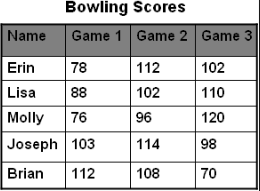 Bowling Scores
Name Game 1 Game 2 Game 3
Erin 78 112 102
Lisa 88 102 110
Molly 76 96 120
Joseph 103 114 98
Brian 112 108 70